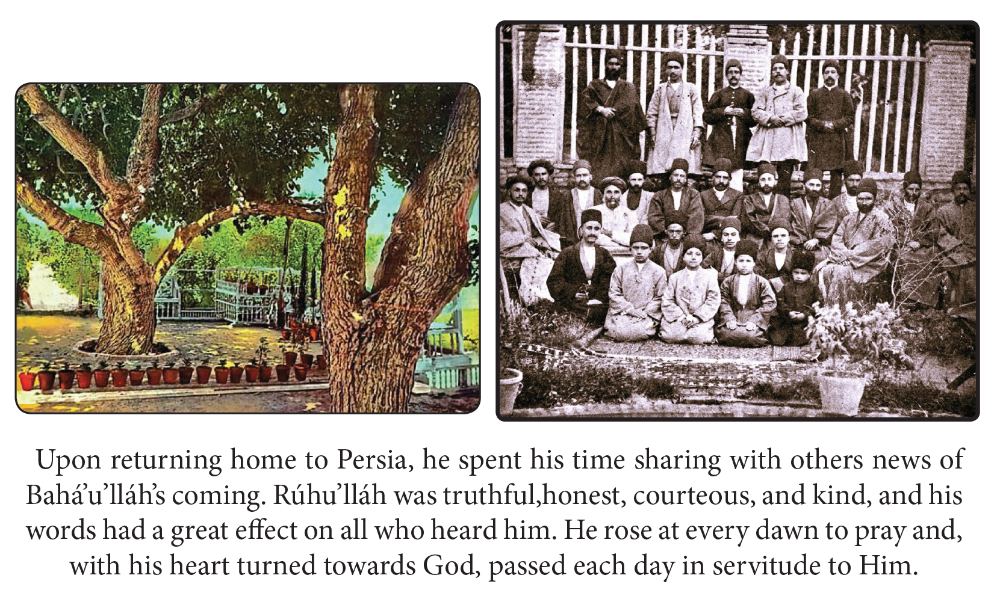 Upon returning home to Persia, he spent his time sharing with others news of
Bahá’u’lláh’s coming. Rúhu’lláh was truthful,honest, courteous, and kind, and his
words had a great effect on all who heard him. He rose at every dawn to pray and,
with his heart turned towards God, passed each day in servitude to Him.